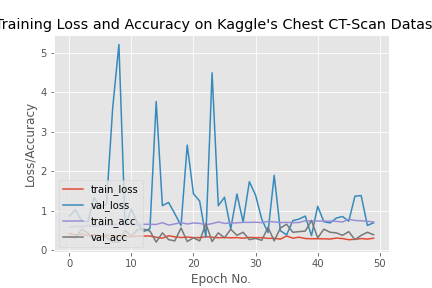 Training Loss and Accuracy on Kaggle's Chest CT-Scan Datas
Loss/Accuracy
5
4
3
2
1
0
train_loss
val_loss
train_acc
val_acc
0
10
20
30
40
50
Epoch No.